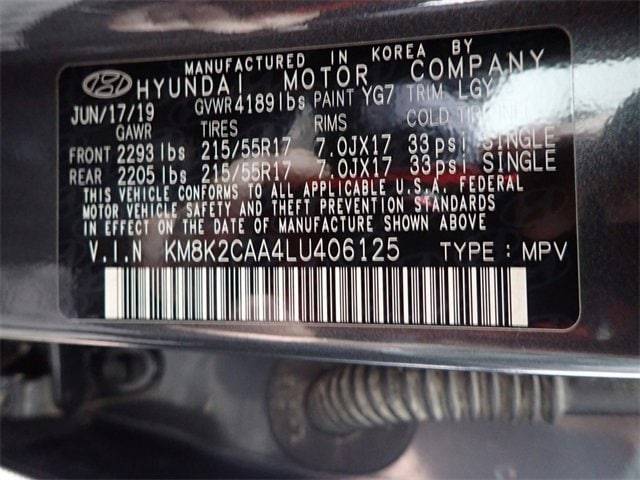 MANUFACTURED IN KOREA BY
HYUNDAI MOTOR COMPANY
JUN/17/19 GVWR 4189 lbs PAINT YG7 TRIM LGY
GAWR TIRES RIMS COLD TIRE
FRONT 2293 lbs 215/55R17 7.0JX17 33 psi SINGLE
REAR 2205 lbs 215/55R17 7.0JX17 33 psi SINGLE
THIS VEHICLE CONFORMS TO ALL APPLICABLE U.S.A. FEDERAL
MOTOR VEHICLE SAFETY AND THEFT PREVENTION STANDARDS
IN EFFECT ON THE DATE OF MANUFACTURE SHOWN ABOVE
V.I.N KM8K2CAA4LU406125 TYPE : MPV